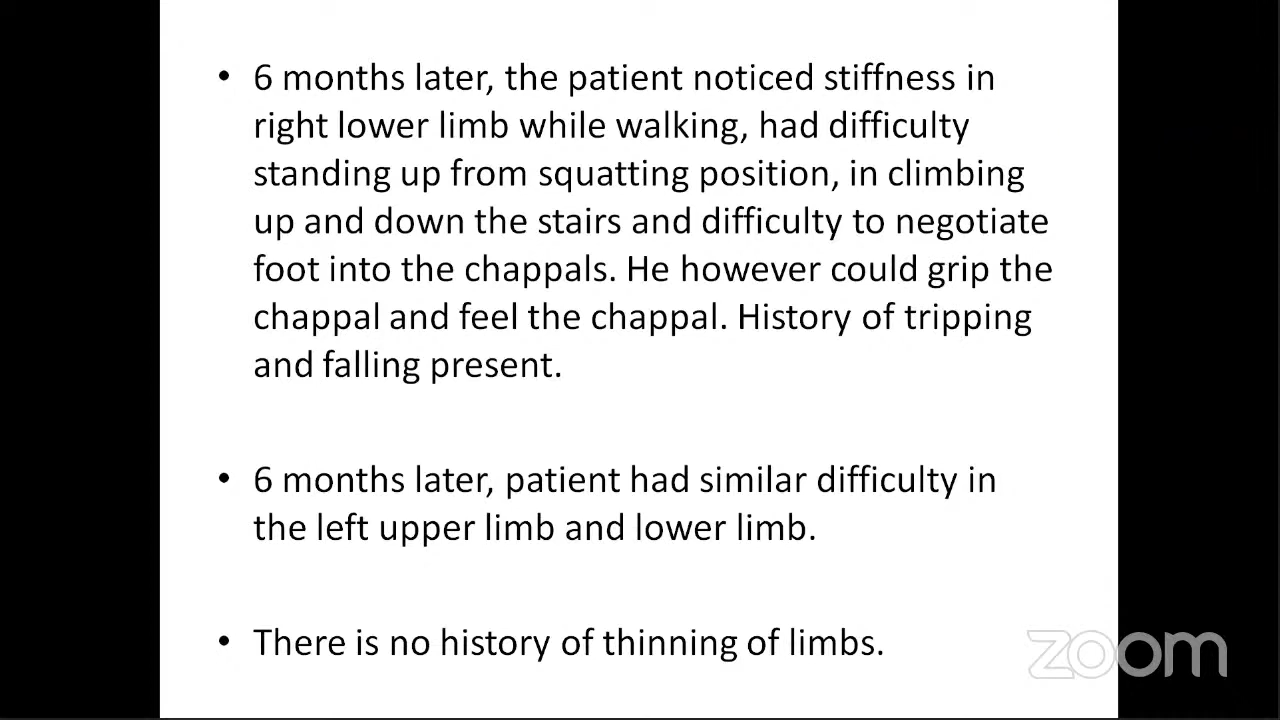 • 6 months later, the patient noticed stiffness in
right lower limb while walking, had difficulty
standing up from squatting position, in climbing
up and down the stairs and difficulty to negotiate
foot into the chappals. He however could grip the
chappal and feel the chappal. History of tripping
and falling present.
• 6 months later, patient had similar difficulty in
the left upper limb and lower limb.
• There is no history of thinning of limbs.
zoom